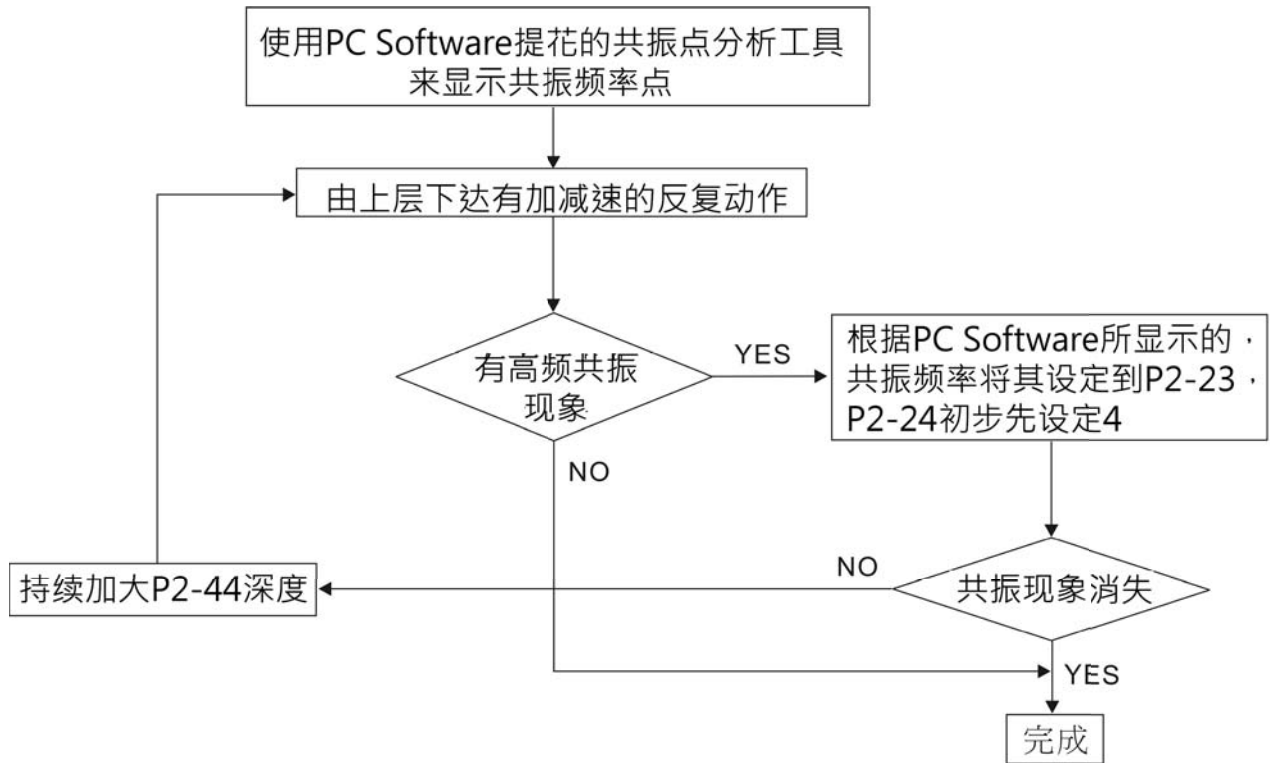 使用PC Software提花的共振点分析工具
来显示共振频率点
由上层下达有加减速的反复动作
有高频共振
现象
YES
根据PC Software所显示的，
共振频率将其设定到P2-23，
P2-24初步先设定4
NO
持续加大P2-44深度
NO
共振现象消失
YES
完成